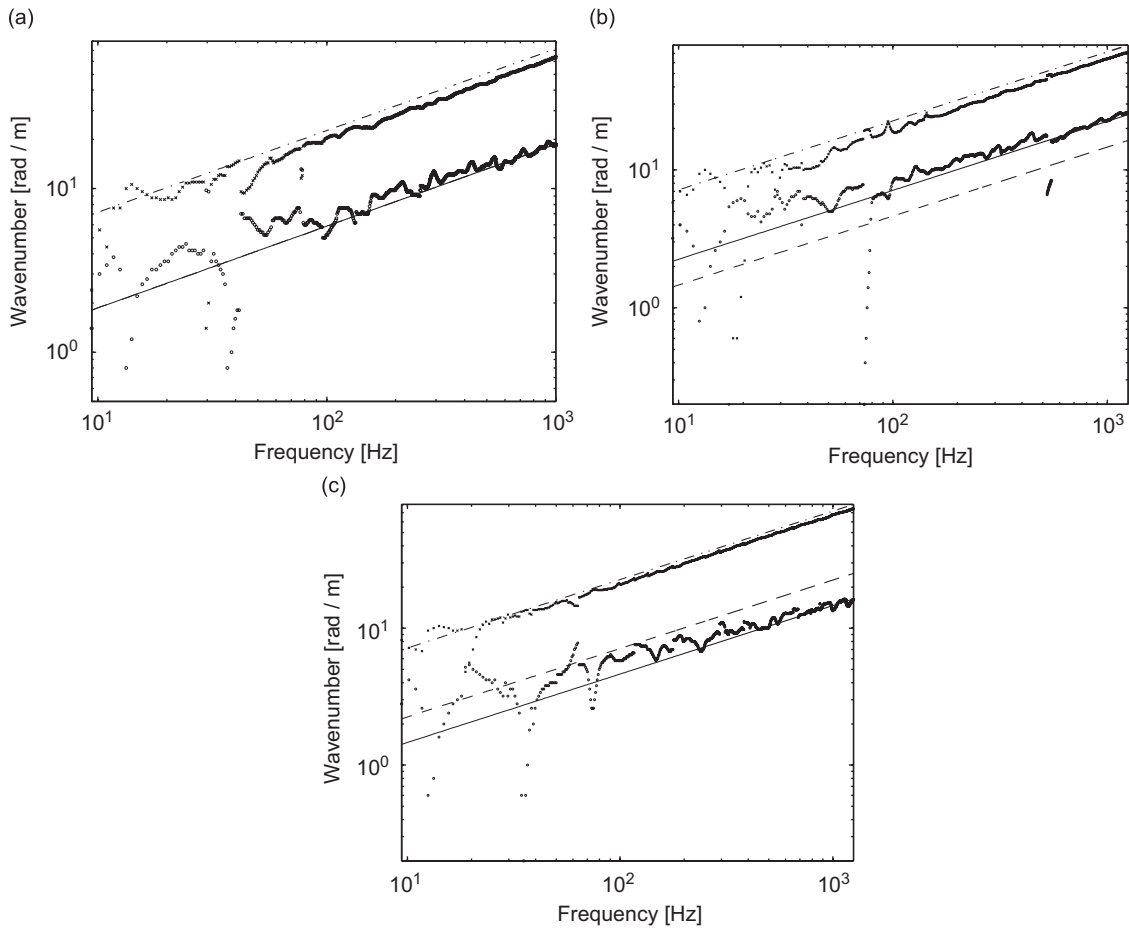 (a)
Wavenumber [rad / m]
10¹
10⁰
10¹
10²
10³
Frequency [Hz]
(b)
Wavenumber [rad / m]
10¹
10⁰
10¹
10²
10³
Frequency [Hz]
(c)
Wavenumber [rad / m]
10¹
10⁰
10¹
10²
10³
Frequency [Hz]